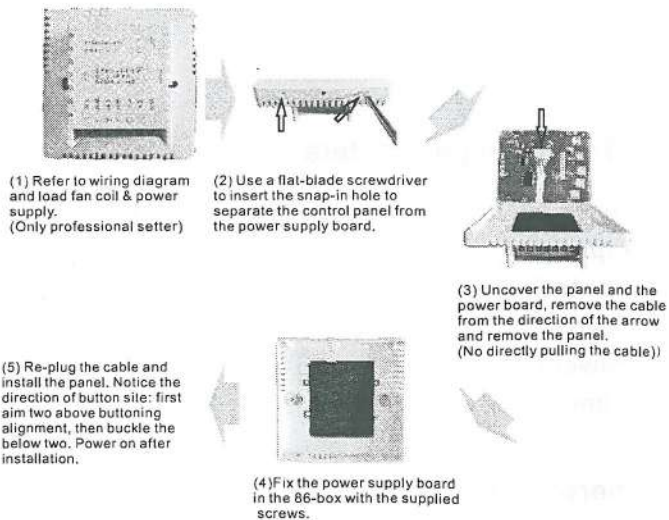 (1) Refer to wiring diagram
and load fan coil & power
supply.
(Only professional setter)
(2) Use a flat-blade screwdriver
to insert the snap-in hole to
separate the control panel from
the power supply board.
(3) Uncover the panel and the
power board, remove the cable
from the direction of the arrow
and remove the panel.
(No directly pulling the cable))
(4)Fix the power supply board
in the 86-box with the supplied
screws.
(5) Re-plug the cable and
install the panel. Notice the
direction of button site: first
aim two above buttoning
alignment, then buckle the
below two. Power on after
installation.